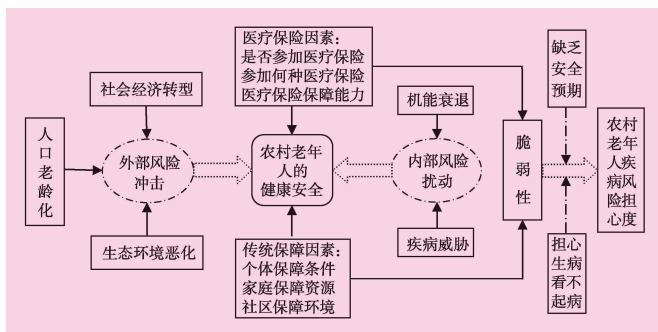 人口老龄化
社会经济转型
外部风险
冲击
生态环境恶化
医疗保险因素：
是否参加医疗保险
参加何种医疗保险
医疗保险保障能力
农村老年
人的
健康安全
传统保障因素：
个体保障条件
家庭保障资源
社区保障环境
机能衰退
内部风险
扰动
疾病威胁
脆弱性
缺乏
安全
预期
担心
生病
看不
起病
农村
老年
人疾
病风
险担
心度